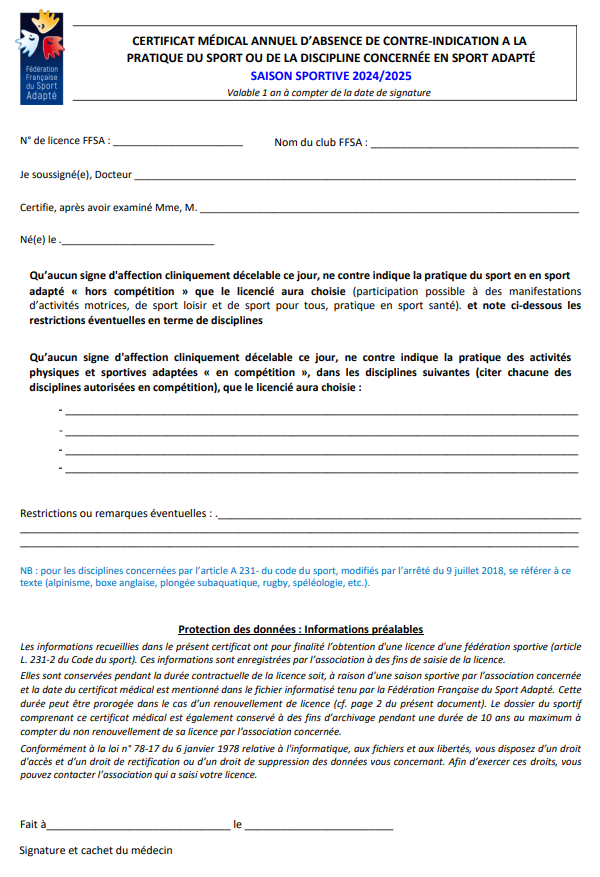 Fédération
Française
du Sport
Adapté
CERTIFICAT MÉDICAL ANNUEL D’ABSENCE DE CONTRE-INDICATION A LA
PRATIQUE DU SPORT OU DE LA DISCIPLINE CONCERNÉE EN SPORT ADAPTÉ
SAISON SPORTIVE 2024/2025
Valable 1 an à compter de la date de signature
N° de licence FFSA : ______________________ Nom du club FFSA : ___________________________________
Je soussigné(e), Docteur ___________________________________________________________________________
Certifie, après avoir examiné Mme, M. ________________________________________________________________
Né(e) le .__________________________
Qu’aucun signe d'affection cliniquement décelable ce jour, ne contre indique la pratique du sport en en sport
adapté « hors compétition » que le licencié aura choisie (participation possible à des manifestations
d’activités motrices, de sport loisir et de sport pour tous, pratique en sport santé). et note ci-dessous les
restrictions éventuelles en terme de disciplines
Qu’aucun signe d'affection cliniquement décelable ce jour, ne contre indique la pratique des activités
physiques et sportives adaptées « en compétition », dans les disciplines suivantes (citer chacune des
disciplines autorisées en compétition), que le licencié aura choisie :
- _______________________________________________________________________________________
- _______________________________________________________________________________________
- _______________________________________________________________________________________
- _______________________________________________________________________________________
Restrictions ou remarques éventuelles : .______________________________________________________________
_______________________________________________________________________________________________
_______________________________________________________________________________________________
NB : pour les disciplines concernées par l’article A 231- du code du sport, modifiés par l’arrêté du 9 juillet 2018, se référer à ce
texte (alpinisme, boxe anglaise, plongée subaquatique, rugby, spéléologie, etc.).
Protection des données : Informations préalables
Les informations recueillies dans le présent certificat ont pour finalité l’obtention d'une licence d'une fédération sportive (article
L. 231-2 du Code du sport). Ces informations sont enregistrées par l’association à des fins de saisie de la licence.
Elles sont conservées pendant la durée contractuelle de la licence soit, à raison d’une saison sportive par l’association concernée
et la date du certificat médical est mentionné dans le fichier informatisé tenu par la Fédération Française du Sport Adapté. Cette
durée peut être prorogée dans le cas d’un renouvellement de licence (cf. page 2 du présent document). Le dossier du sportif
comprenant ce certificat médical est également conservé à des fins d’archivage pendant une durée de 10 ans au maximum à
compter du non renouvellement de sa licence par l’association concernée.
Conformément à la loi n° 78-17 du 6 janvier 1978 relative à l'informatique, aux fichiers et aux libertés, vous disposez d’un droit
d'accès et d’un droit de rectification ou d’un droit de suppression des données vous concernant. Afin d’exercer ces droits, vous
pouvez contacter l’association qui a saisi votre licence.
Fait à_______________________________ le _________________________
Signature et cachet du médecin